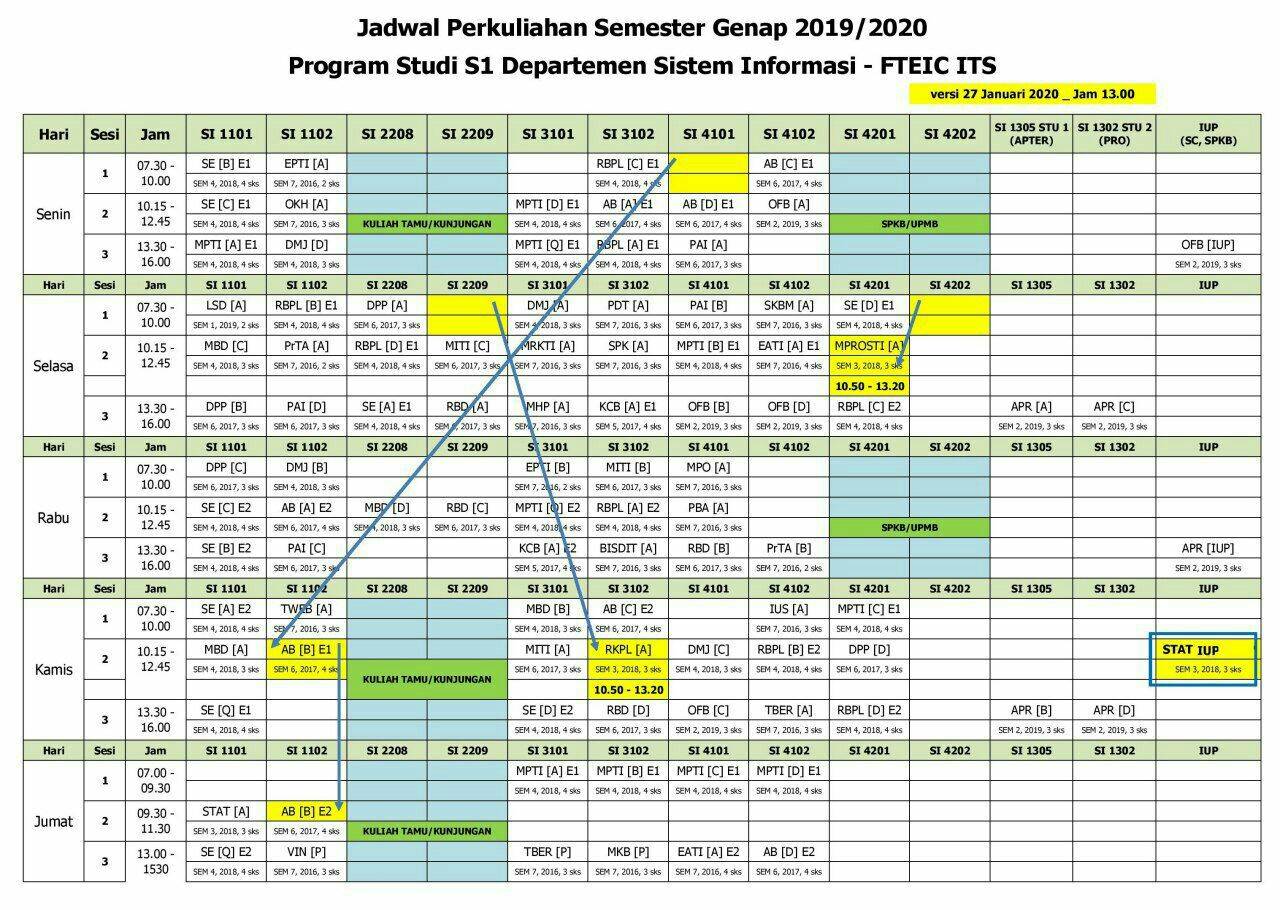 Jadwal Perkuliahan Semester Genap 2019/2020
Program Studi S1 Departemen Sistem Informasi - FTEIC ITS
versi 27 Januari 2020 _ Jam 13.00
Hari Sesi Jam SI 1101 SI 1102 SI 2208 SI 2209 SI 3101 SI 3102 SI 4101 SI 4102 SI 4201 SI 4202 SI 1305 STU 1 (APTER) SI 1302 STU 2 (PRO) IUP (SC, SPKB)
Senin
1 07.30 - 10.00 SE [B] E1 EPTI [A] RBPL [C] E1 AB [C] E1
SEM 4, 2018, 4 sks SEM 7, 2016, 2 sks SEM 4, 2018, 4 sks SEM 6, 2017, 4 sks
2 10.15 - 12.45 SE [C] E1 OKH [A] MPTI [D] E1 AB [A] E1 AB [D] E1 OFB [A]
SEM 4, 2018, 4 sks SEM 7, 2016, 3 sks KULIAH TAMU/KUNJUNGAN SEM 4, 2018, 4 sks SEM 6, 2017, 4 sks SEM 6, 2017, 4 sks SEM 2, 2019, 3 sks SPKB/UPMB
3 13.30 - 16.00 MPTI [A] E1 DMJ [D] MPTI [Q] E1 RBPL [A] E1 PAI [A] OFB [IUP]
SEM 4, 2018, 4 sks SEM 4, 2018, 3 sks SEM 4, 2018, 4 sks SEM 4, 2018, 4 sks SEM 6, 2017, 3 sks SEM 2, 2019, 3 sks
Hari Sesi Jam SI 1101 SI 1102 SI 2208 SI 2209 SI 3101 SI 3102 SI 4101 SI 4102 SI 4201 SI 4202 SI 1305 SI 1302 IUP
Selasa
1 07.30 - 10.00 LSD [A] RBPL [B] E1 DPP [A] DMJ [A] PDT [A] PAI [B] SKBM [A] SE [D] E1
SEM 1, 2019, 2 sks SEM 4, 2018, 4 sks SEM 6, 2017, 3 sks SEM 4, 2018, 3 sks SEM 7, 2016, 3 sks SEM 6, 2017, 3 sks SEM 7, 2016, 3 sks SEM 4, 2018, 4 sks
2 10.15 - 12.45 MBD [C] PrTA [A] RBPL [D] E1 MITI [C] MRKTI [A] SPK [A] MPTI [B] E1 EATI [A] E1 MPROSTI [A]
SEM 4, 2018, 3 sks SEM 7, 2016, 2 sks SEM 4, 2018, 4 sks SEM 6, 2017, 3 sks SEM 7, 2016, 3 sks SEM 7, 2016, 3 sks SEM 4, 2018, 4 sks SEM 7, 2016, 4 sks SEM 3, 2018, 3 sks
10.50 - 13.20
3 13.30 - 16.00 DPP [B] PAI [D] SE [A] E1 RBD [A] MHP [A] KCB [A] E1 OFB [B] OFB [D] RBPL [C] E2 APR [A] APR [C]
SEM 6, 2017, 3 sks SEM 6, 2017, 3 sks SEM 4, 2018, 4 sks SEM 6, 2017, 3 sks SEM 7, 2016, 3 sks SEM 5, 2017, 4 sks SEM 2, 2019, 3 sks SEM 2, 2019, 3 sks SEM 4, 2018, 4 sks SEM 2, 2019, 3 sks SEM 2, 2019, 3 sks
Hari Sesi Jam SI 1101 SI 1102 SI 2208 SI 2209 SI 3101 SI 3102 SI 4101 SI 4102 SI 4201 SI 4202 SI 1305 SI 1302 IUP
Rabu
1 07.30 - 10.00 DPP [C] DMJ [B] EPTI [B] MITI [B] MPO [A]
SEM 6, 2017, 3 sks SEM 4, 2018, 3 sks SEM 7, 2016, 2 sks SEM 6, 2017, 3 sks SEM 7, 2016, 3 sks
2 10.15 - 12.45 SE [C] E2 AB [A] E2 MBD [D] RBD [C] MPTI [Q] E2 RBPL [A] E2 PBA [A]
SEM 4, 2018, 4 sks SEM 6, 2017, 4 sks SEM 4, 2018, 3 sks SEM 6, 2017, 3 sks SEM 4, 2018, 4 sks SEM 4, 2018, 4 sks SEM 7, 2016, 3 sks SPKB/UPMB
3 13.30 - 16.00 SE [B] E2 PAI [C] KCB [A] E2 BISDIT [A] RBD [B] PrTA [B] APR [IUP]
SEM 4, 2018, 4 sks SEM 6, 2017, 3 sks SEM 5, 2017, 4 sks SEM 7, 2016, 3 sks SEM 6, 2017, 3 sks SEM 7, 2016, 2 sks SEM 2, 2019, 3 sks
Hari Sesi Jam SI 1101 SI 1102 SI 2208 SI 2209 SI 3101 SI 3102 SI 4101 SI 4102 SI 4201 SI 4202 SI 1305 SI 1302 IUP
Kamis
1 07.30 - 10.00 SE [A] E2 TWEB [A] MBD [B] AB [C] E2 IUS [A] MPTI [C] E1
SEM 4, 2018, 4 sks SEM 7, 2016, 3 sks SEM 4, 2018, 3 sks SEM 6, 2017, 4 sks SEM 7, 2016, 3 sks SEM 4, 2018, 4 sks
2 10.15 - 12.45 MBD [A] AB [B] E1 MITI [A] RKPL [A] DMJ [C] RBPL [B] E2 DPP [D] STAT IUP
SEM 4, 2018, 3 sks SEM 6, 2017, 4 sks KULIAH TAMU/KUNJUNGAN SEM 6, 2017, 3 sks SEM 3, 2018, 3 sks SEM 4, 2018, 3 sks SEM 4, 2018, 4 sks SEM 6, 2017, 3 sks SEM 3, 2018, 3 sks
10.50 - 13.20
3 13.30 - 16.00 SE [Q] E1 SE [D] E2 RBD [D] OFB [C] TBER [A] RBPL [D] E2 APR [B] APR [D]
SEM 4, 2018, 4 sks SEM 4, 2018, 4 sks SEM 6, 2017, 3 sks SEM 2, 2019, 3 sks SEM 7, 2016, 3 sks SEM 4, 2018, 4 sks SEM 2, 2019, 3 sks SEM 2, 2019, 3 sks
Hari Sesi Jam SI 1101 SI 1102 SI 2208 SI 2209 SI 3101 SI 3102 SI 4101 SI 4102 SI 4201 SI 4202 SI 1305 SI 1302 IUP
Jumat
1 07.00 - 09.30 MPTI [A] E1 MPTI [B] E1 MPTI [C] E1 MPTI [D] E1
SEM 4, 2018, 4 sks SEM 4, 2018, 4 sks SEM 4, 2018, 4 sks SEM 4, 2018, 4 sks
2 09.30 - 11.30 STAT [A] AB [B] E2
SEM 3, 2018, 3 sks SEM 6, 2017, 4 sks KULIAH TAMU/KUNJUNGAN
3 13.00 - 1530 SE [Q] E2 VIN [P] TBER [P] MKB [P] EATI [A] E2 AB [D] E2
SEM 4, 2018, 4 sks SEM 7, 2016, 3 sks SEM 7, 2016, 3 sks SEM 7, 2016, 3 sks SEM 7, 2016, 4 sks SEM 6, 2017, 4 sks